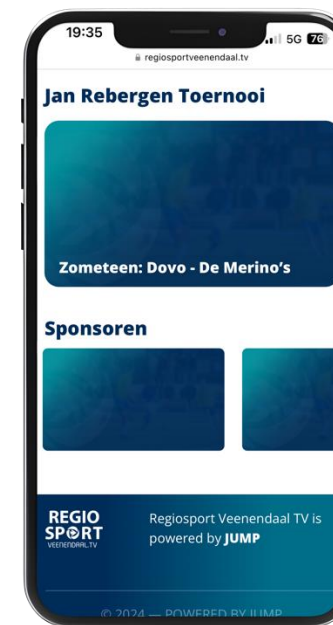 19:35
5G 76
regiosportveenendaal.tv
Jan Rebergen Toernooi
Zometeen: Dovo - De Merino's
Sponsoren
REGIO
SPORT
VEENENDAAL.TV
Regiosport Veenendaal TV is
powered by JUMP
© 2024 — POWERED BY JUMP